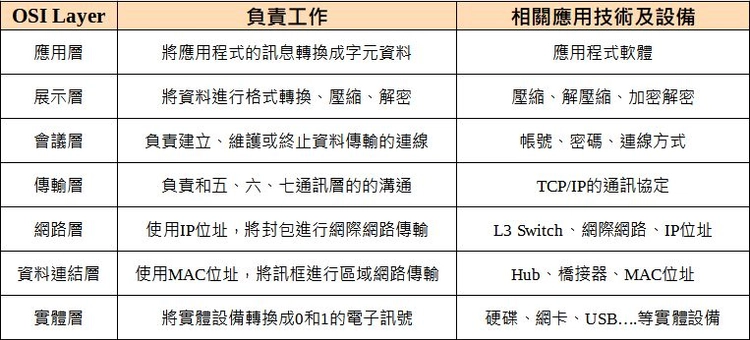 OSI Layer 負責工作 相關應用技術及設備
應用層 將應用程式的訊息轉換成字元資料 應用程式軟體
展示層 將資料進行格式轉換、壓縮、解密 壓縮、解壓縮、加密解密
會議層 負責建立、維護或終止資料傳輸的連線 帳號、密碼、連線方式
傳輸層 負責和五、六、七通訊層的的溝通 TCP/IP的通訊協定
網路層 使用IP位址，將封包進行網際網路傳輸 L3 Switch、網際網路、IP位址
資料連結層 使用MAC位址，將訊框進行區域網路傳輸 Hub、橋接器、MAC位址
實體層 將實體設備轉換成0和1的電子訊號 硬碟、網卡、USB….等實體設備